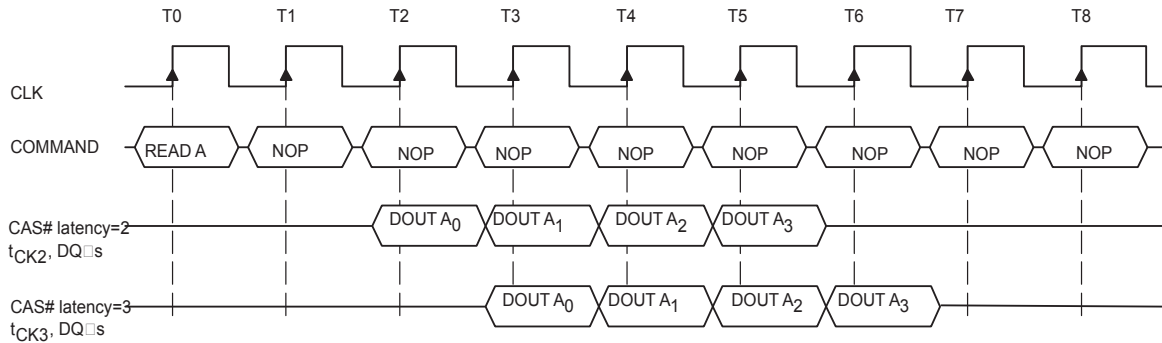 T0 T1 T2 T3 T4 T5 T6 T7 T8
CLK
COMMAND READ A NOP NOP NOP NOP NOP NOP NOP NOP
CAS# latency=2 DOUT A0 DOUT A1 DOUT A2 DOUT A3
tCK2, DQ□s
CAS# latency=3 DOUT A0 DOUT A1 DOUT A2 DOUT A3
tCK3, DQ□s